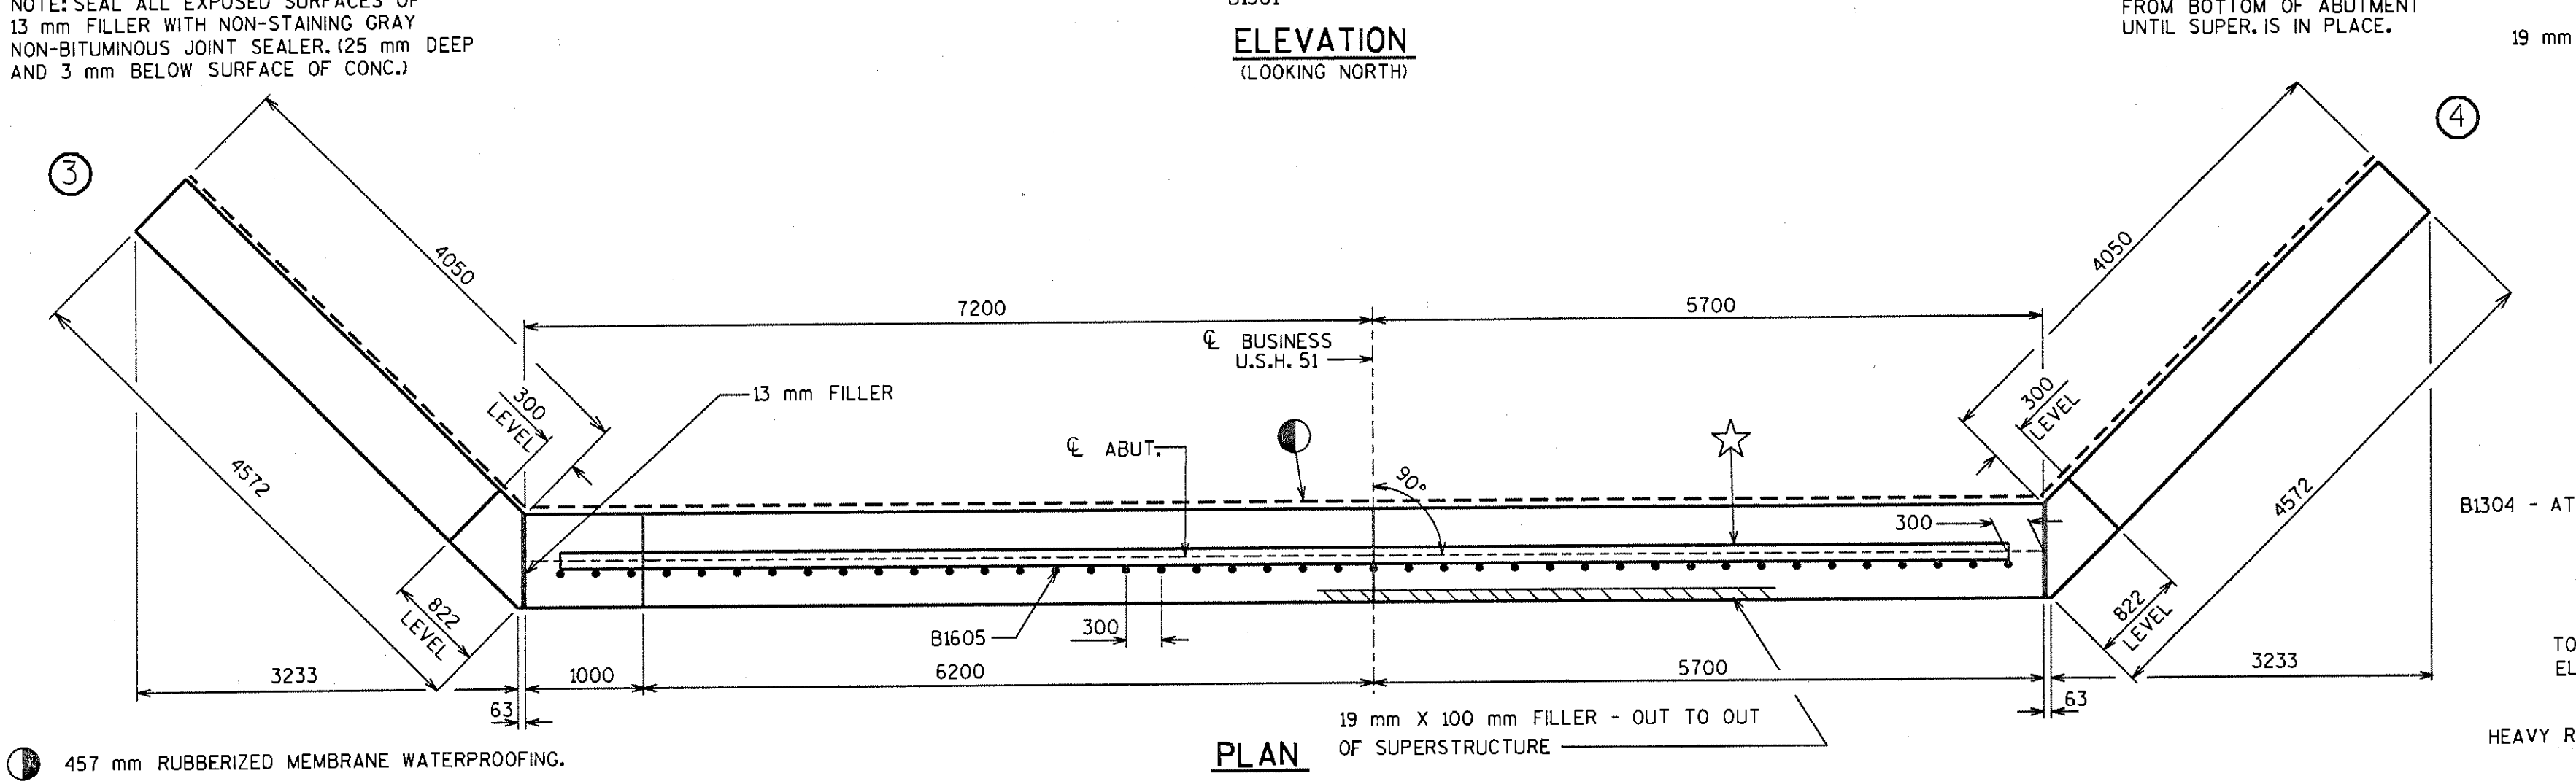 NOTE: SEAL ALL EXPOSED SURFACES OF
13 mm FILLER WITH NON-STAINING GRAY
NON-BITUMINOUS JOINT SEALER. (25 mm DEEP
AND 3 mm BELOW SURFACE OF CONC.)
B1301
ELEVATION
(LOOKING NORTH)
FROM BOTTOM OF ABUTMENT
UNTIL SUPER. IS IN PLACE.
19 mm
3
4
4050
4050
7200
5700
℄ BUSINESS
U.S.H. 51
13 mm FILLER
300
LEVEL
300
LEVEL
4572
4572
℄ ABUT.
90°
300
B1304 - AT
822
LEVEL
822
LEVEL
B1605
300
3233
1000
6200
5700
3233
63
63
TO
EL
19 mm X 100 mm FILLER - OUT TO OUT
OF SUPERSTRUCTURE
HEAVY R
PLAN
457 mm RUBBERIZED MEMBRANE WATERPROOFING.